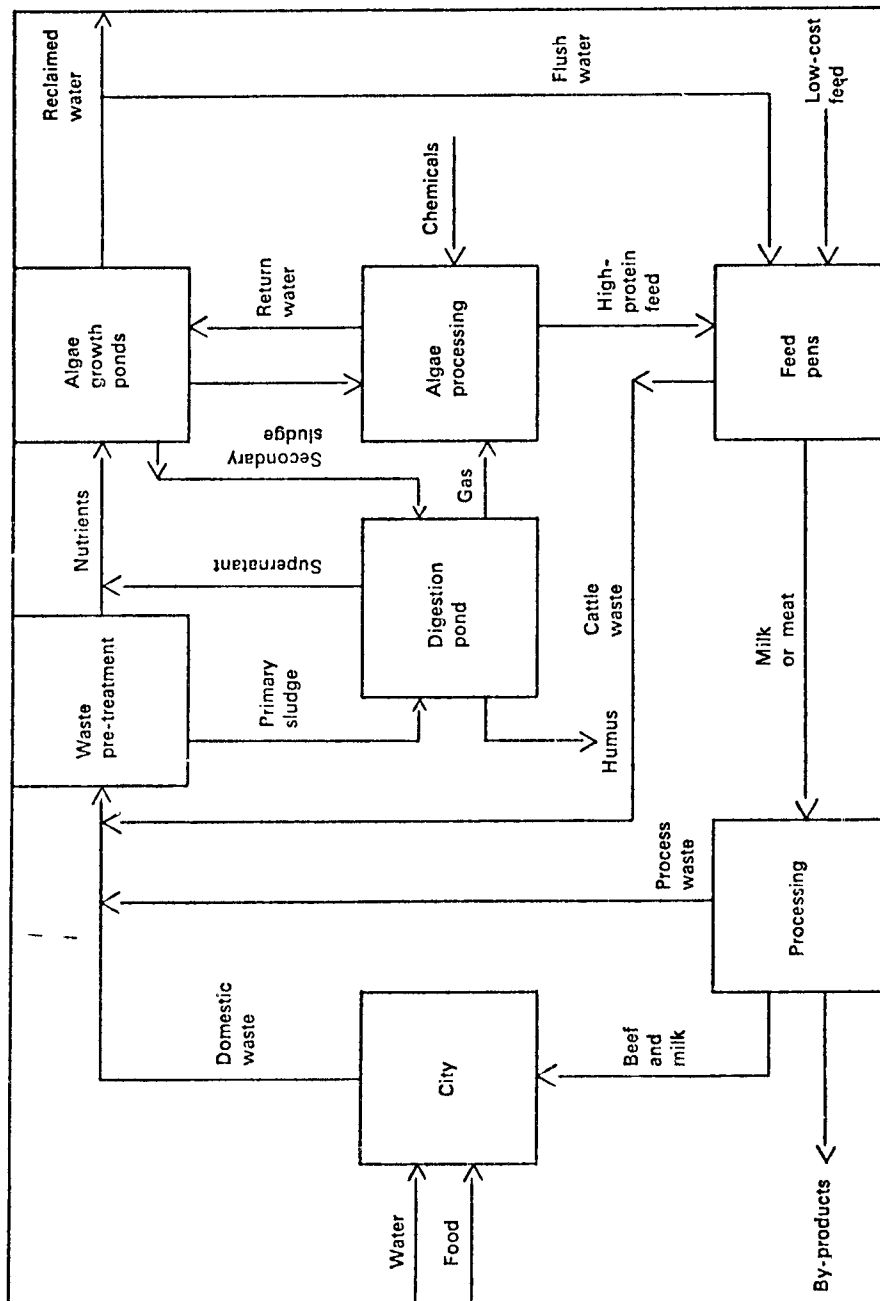 Reclaimed
water
Flush
water
Low-cost
feed
Chemicals
Algae
growth
ponds
Return
water
Algae
processing
High-
protein
feed
Feed
pens
Secondary
sludge
Gas
Nutrients
Supernatant
Digestion
pond
Cattle
waste
Milk
or meat
Waste
pre-treatment
Primary
sludge
Humus
Process
waste
Processing
Domestic
waste
City
Beef
and
milk
Water
Food
By-products